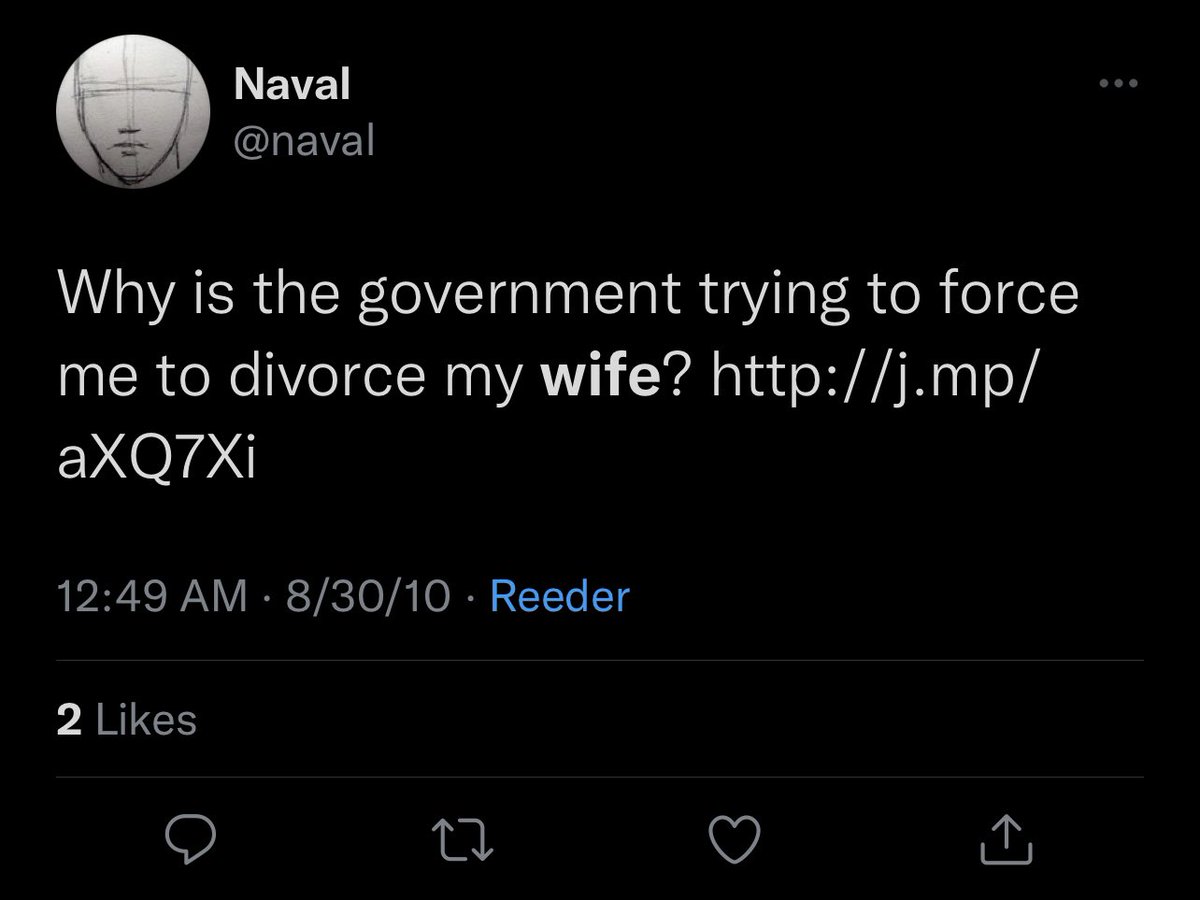 Naval
@naval
Why is the government trying to force
me to divorce my wife? http://j.mp/
aXQ7Xi
12:49 AM · 8/30/10 · Reeder
2 Likes